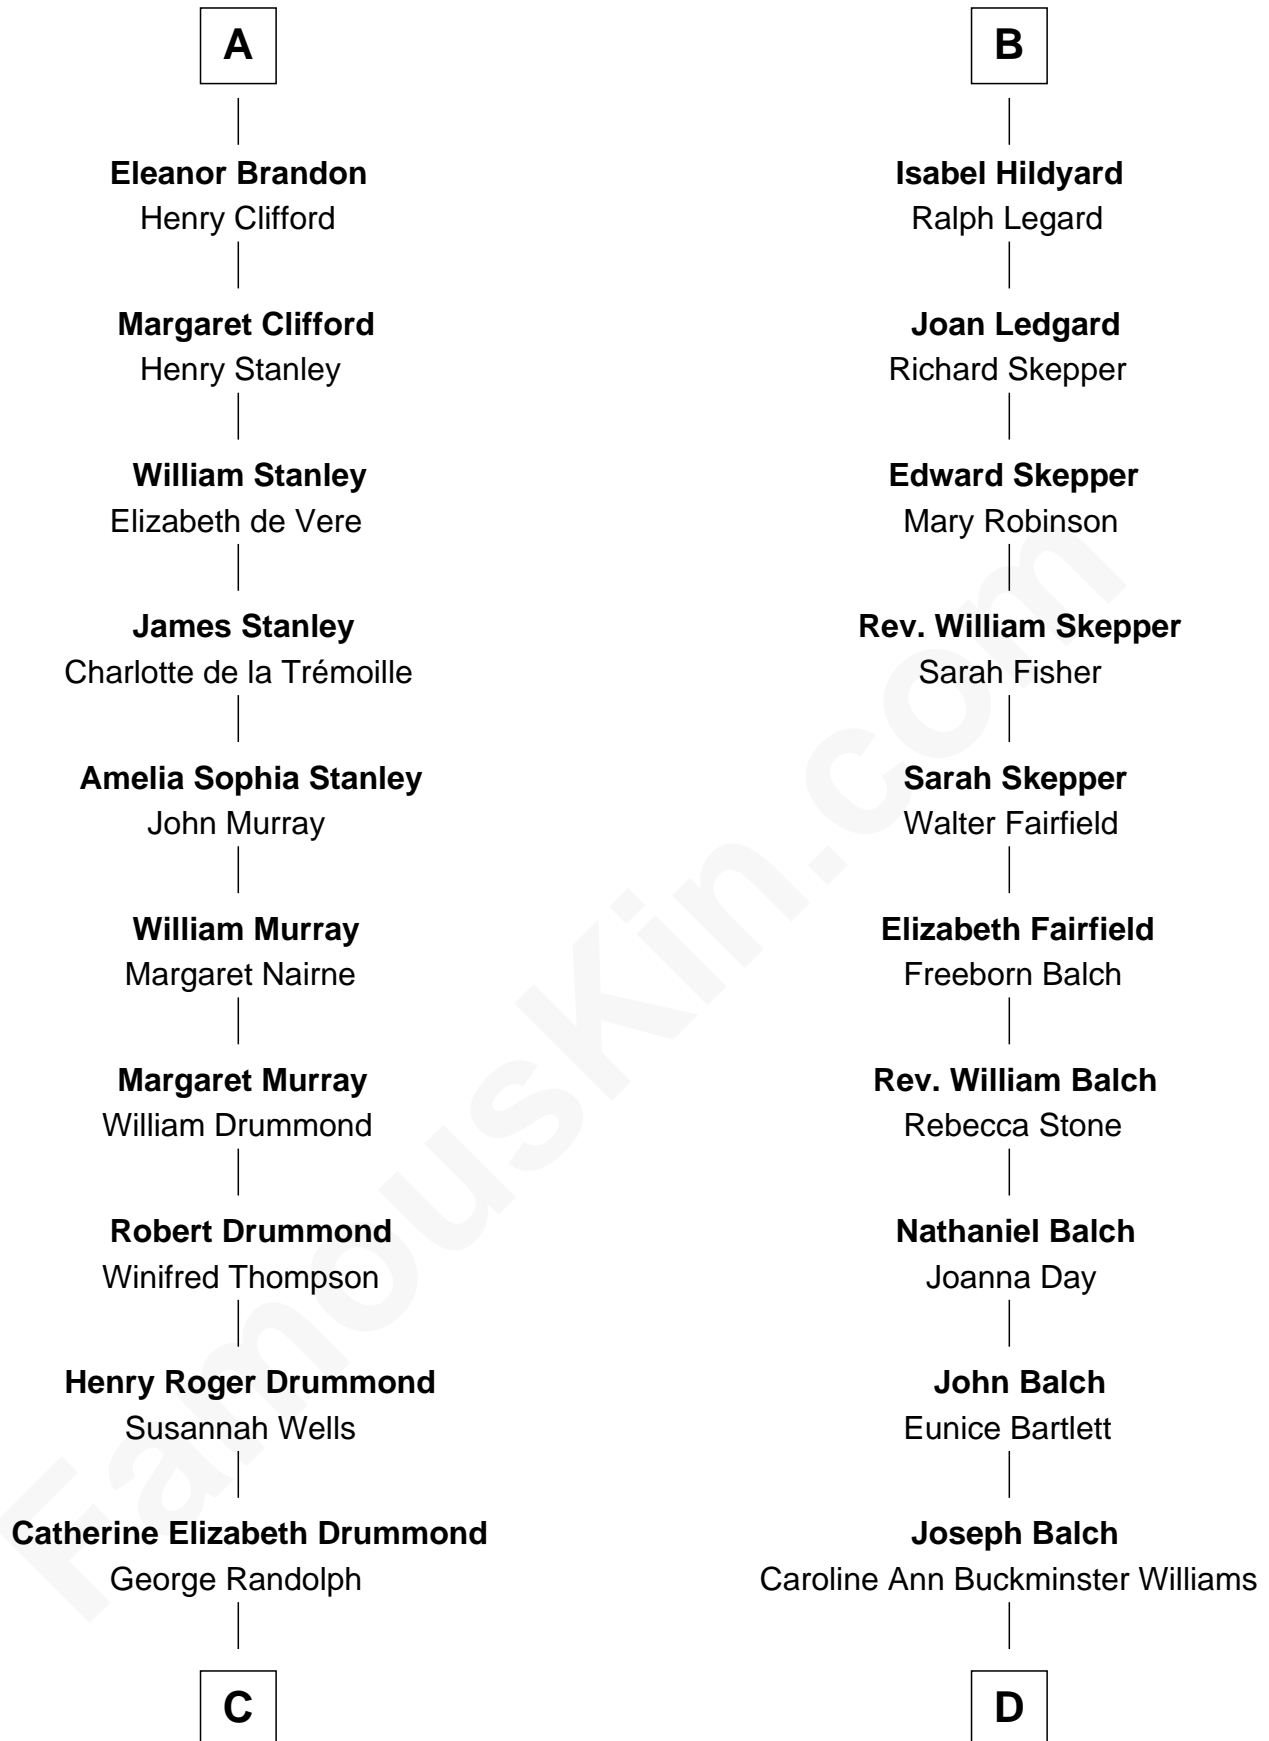 A
Eleanor Brandon
Henry Clifford
Margaret Clifford
Henry Stanley
William Stanley
Elizabeth de Vere
James Stanley
Charlotte de la Trémoille
Amelia Sophia Stanley
John Murray
William Murray
Margaret Nairne
Margaret Murray
William Drummond
Robert Drummond
Winifred Thompson
Henry Roger Drummond
Susannah Wells
Catherine Elizabeth Drummond
George Randolph
C
B
Isabel Hildyard
Ralph Legard
Joan Ledgard
Richard Skepper
Edward Skepper
Mary Robinson
Rev. William Skepper
Sarah Fisher
Sarah Skepper
Walter Fairfield
Elizabeth Fairfield
Freeborn Balch
Rev. William Balch
Rebecca Stone
Nathaniel Balch
Joanna Day
John Balch
Eunice Bartlett
Joseph Balch
Caroline Ann Buckminster Williams
D
FamousKin.com